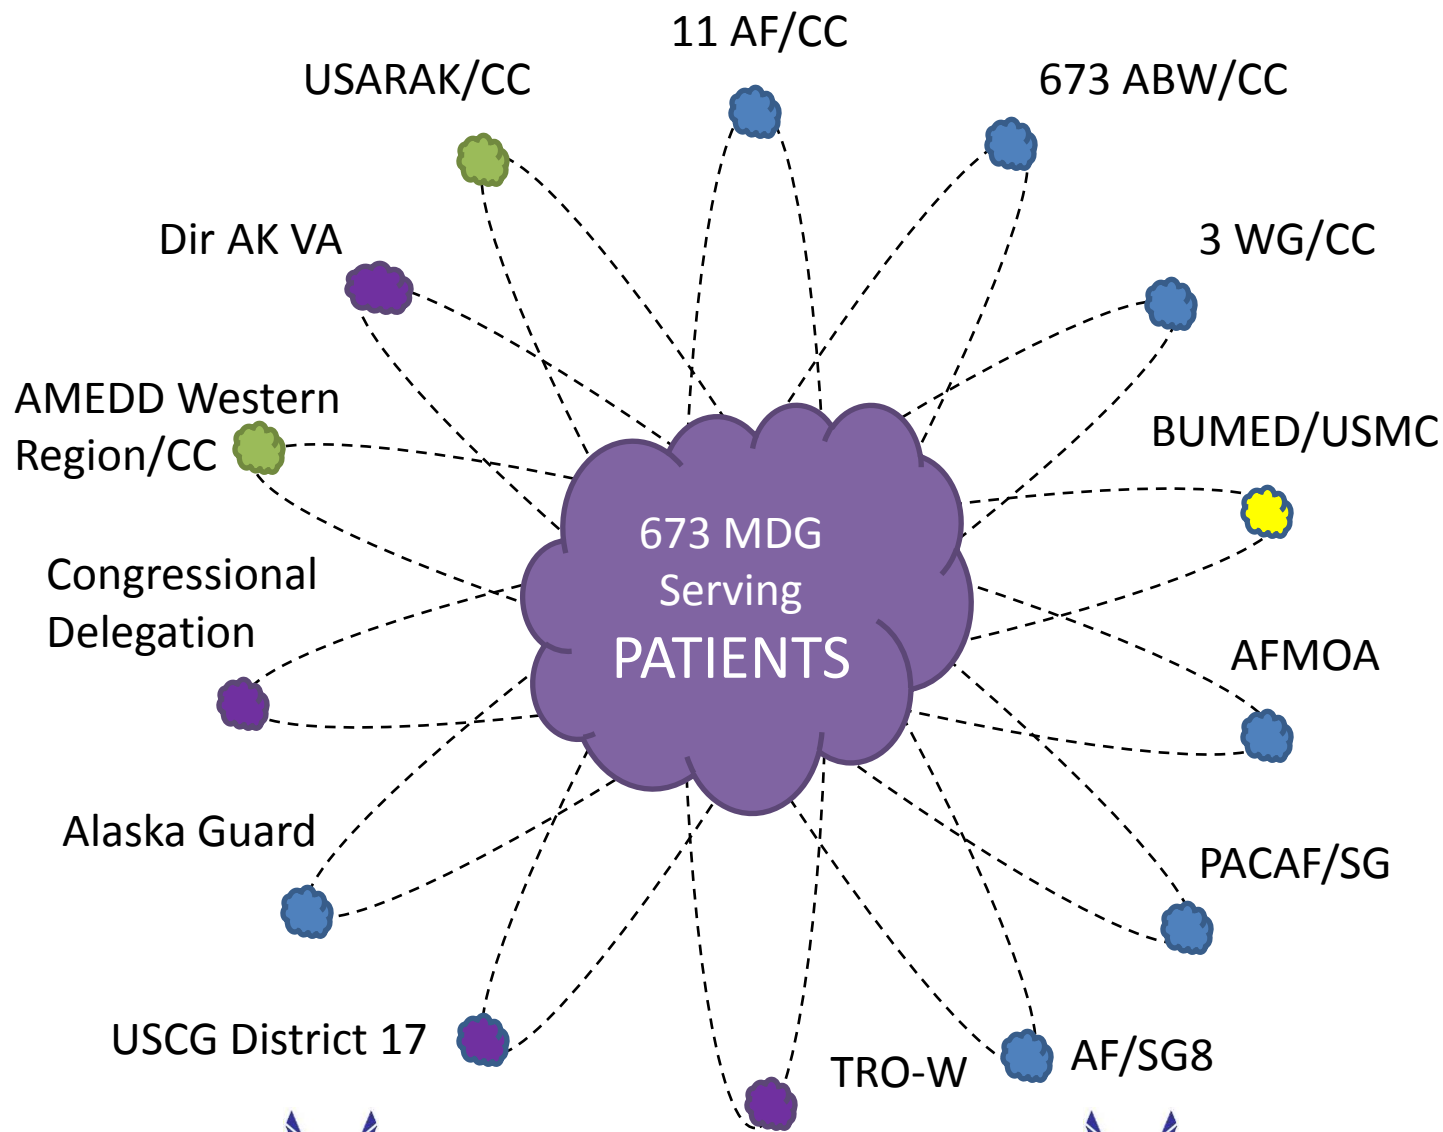 11 AF/CC
USARAK/CC
673 ABW/CC
Dir AK VA
3 WG/CC
AMEDD Western
Region/CC
BUMED/USMC
673 MDG
Serving
PATIENTS
Congressional
Delegation
AFMOA
Alaska Guard
PACAF/SG
USCG District 17
TRO-W
AF/SG8